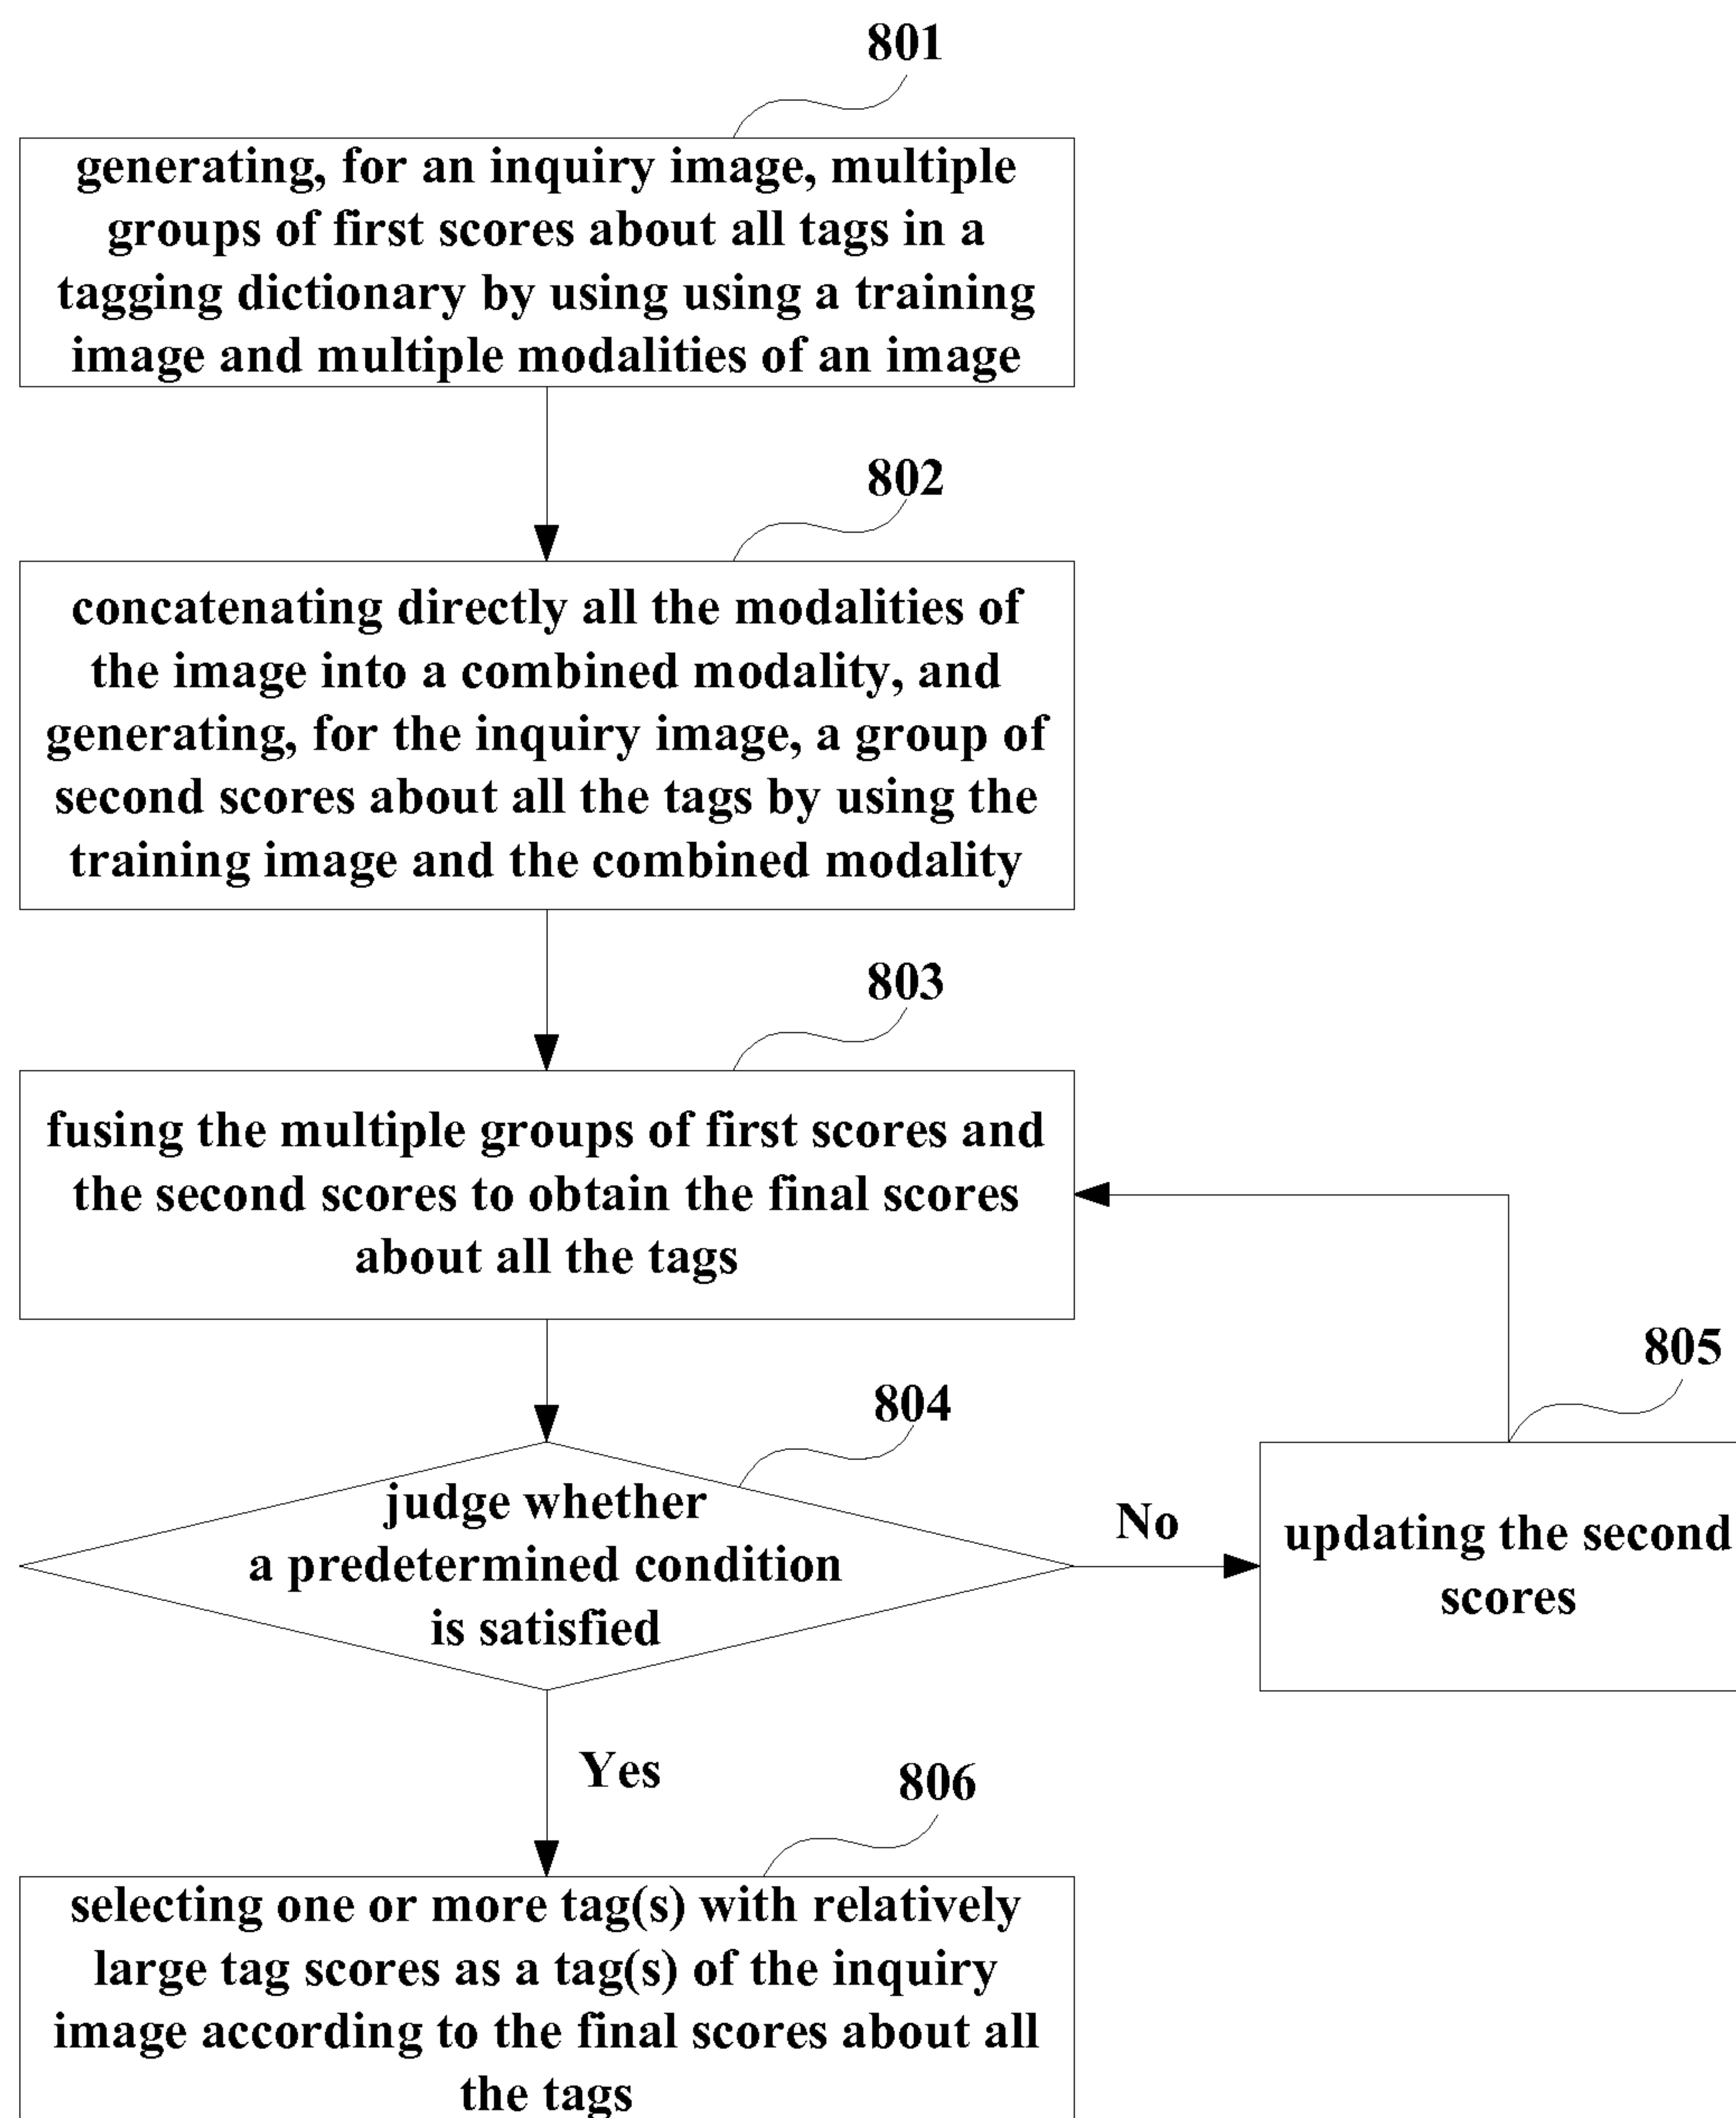 801
generating, for an inquiry image, multiple
groups of first scores about all tags in a
tagging dictionary by using using a training
image and multiple modalities of an image
802
concatenating directly all the modalities of
the image into a combined modality, and
generating, for the inquiry image, a group of
second scores about all the tags by using the
training image and the combined modality
803
fusing the multiple groups of first scores and
the second scores to obtain the final scores
about all the tags
804
judge whether
a predetermined condition
is satisfied
No
805
updating the second
scores
Yes
806
selecting one or more tag(s) with relatively
large tag scores as a tag(s) of the inquiry
image according to the final scores about all
the tags